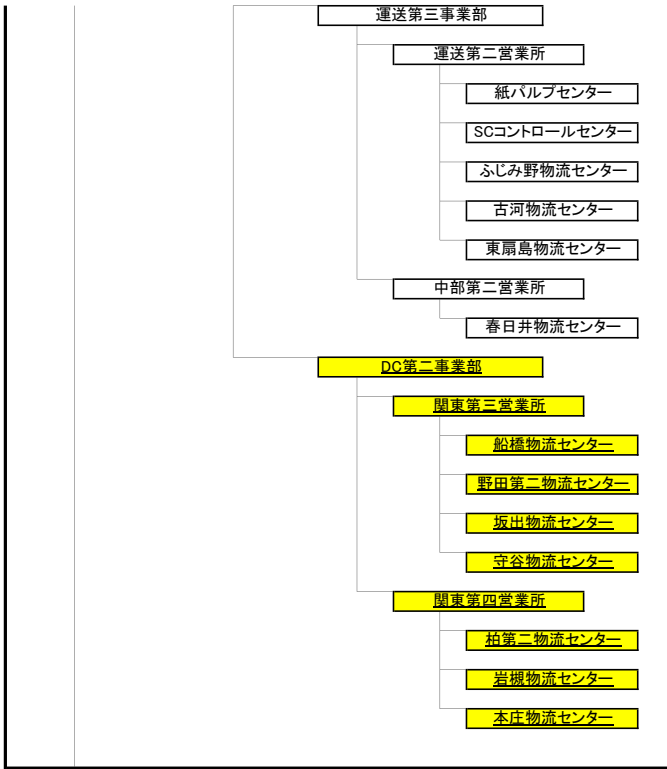 運送第三事業部
運送第二営業所
紙パルプセンター
SCコントロールセンター
ふじみ野物流センター
古河物流センター
東扇島物流センター
中部第二営業所
春日井物流センター
DC第二事業部
関東第三営業所
船橋物流センター
野田第二物流センター
坂出物流センター
守谷物流センター
関東第四営業所
柏第二物流センター
岩槻物流センター
本庄物流センター